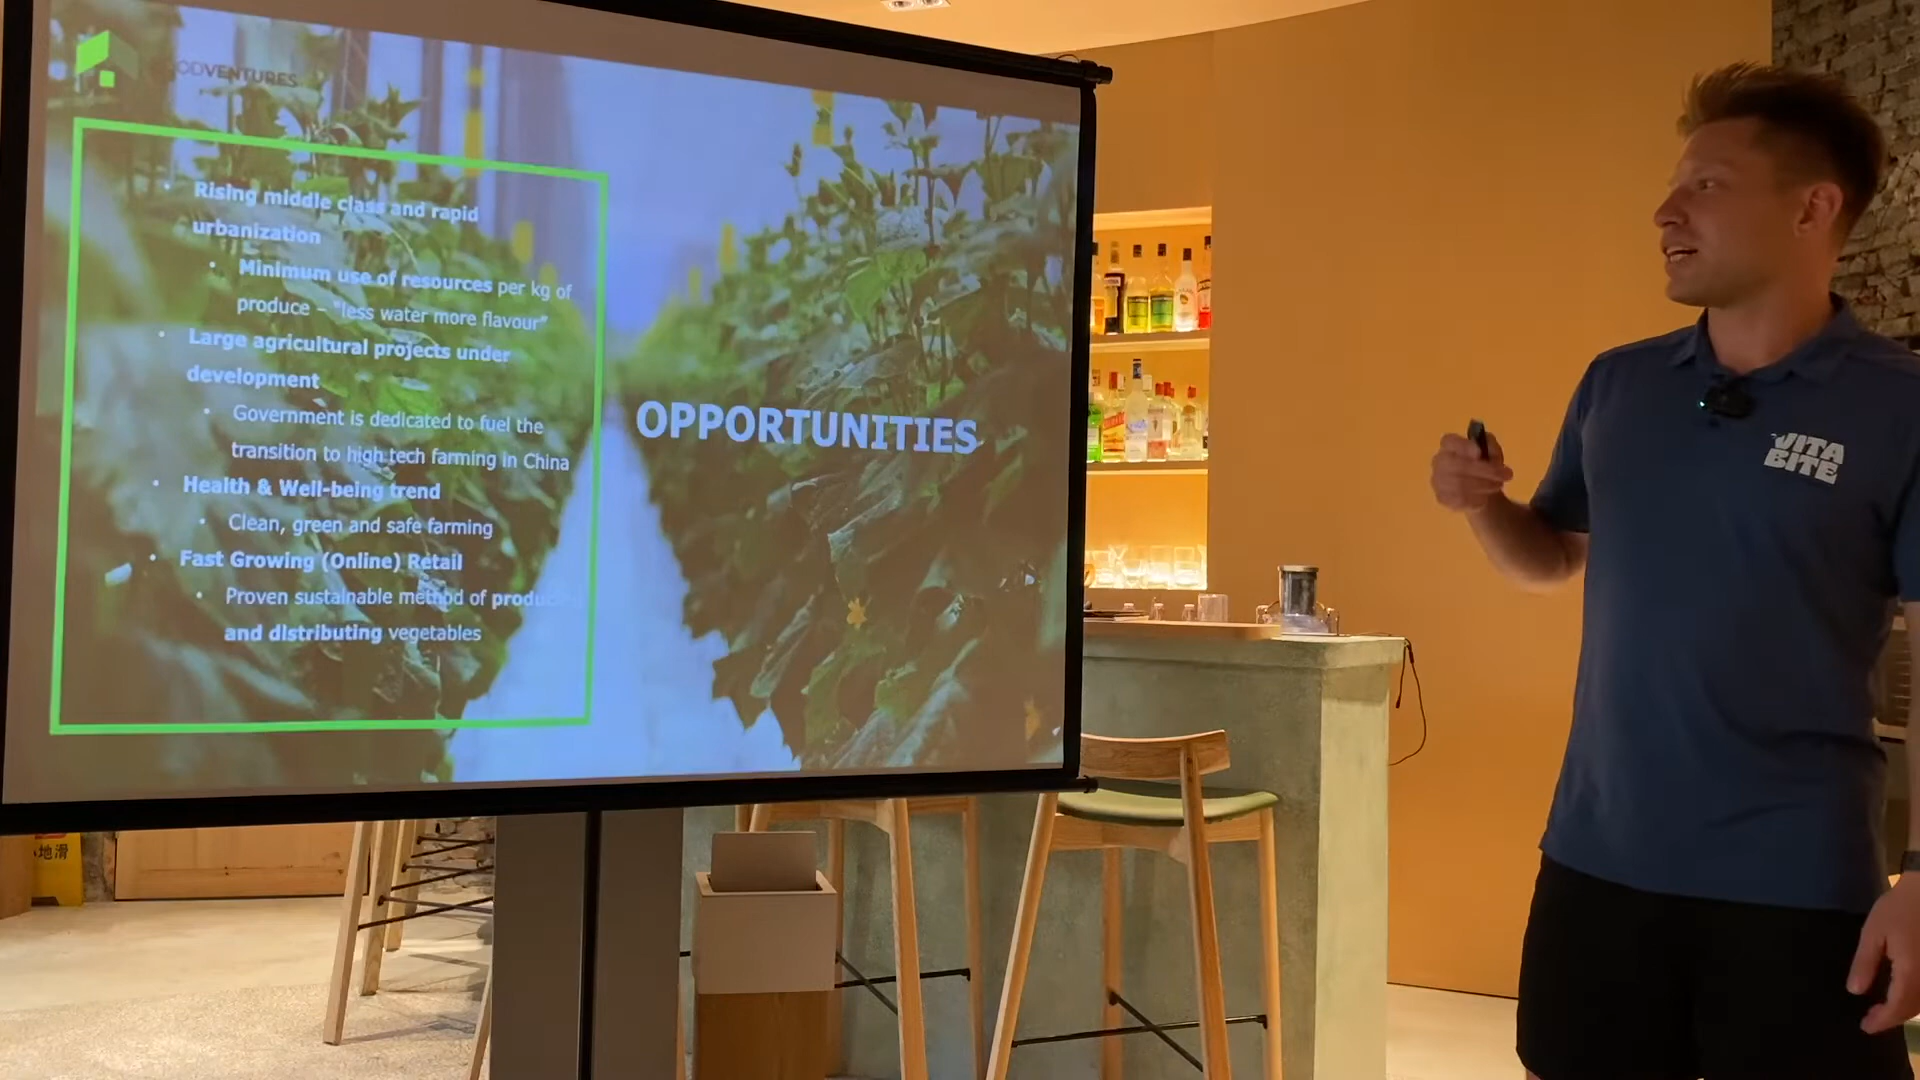 ODVENTURES
Rising middle class and rapid
urbanization
Minimum use of resources per kg of
produce – "less water more flavour"
Large agricultural projects under
development
Government is dedicated to fuel the
transition to high tech farming in China
Health & Well-being trend
Clean, green and safe farming
Fast Growing (Online) Retail
Proven sustainable method of
and distributing vegetables
OPPORTUNITIES
VITA
BITE
地滑